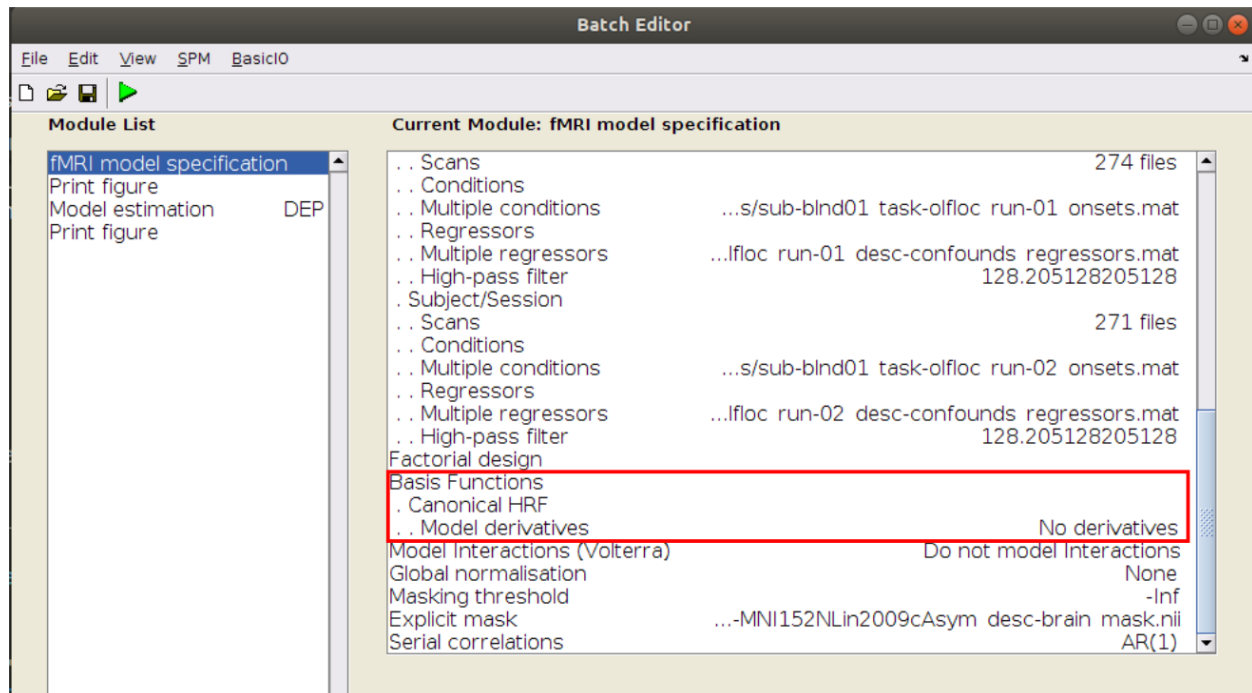 Batch Editor
File Edit View SPM BasicIO
Module List
Current Module: fMRI model specification
fMRI model specification
Print figure
Model estimation DEP
Print figure
. . Scans 274 files
. . Conditions
. . Multiple conditions ...s/sub-blnd01 task-olfloc run-01 onsets.mat
. . Regressors
. . Multiple regressors ...lfloc run-01 desc-confounds regressors.mat
. . High-pass filter 128.205128205128
. Subject/Session
. . Scans 271 files
. . Conditions
. . Multiple conditions ...s/sub-blnd01 task-olfloc run-02 onsets.mat
. . Regressors
. . Multiple regressors ...lfloc run-02 desc-confounds regressors.mat
. . High-pass filter 128.205128205128
Factorial design
Basis Functions
. Canonical HRF
. . Model derivatives No derivatives
Model Interactions (Volterra) Do not model Interactions
Global normalisation None
Masking threshold -Inf
Explicit mask ...-MNI152NLin2009cAsym desc-brain mask.nii
Serial correlations AR(1)